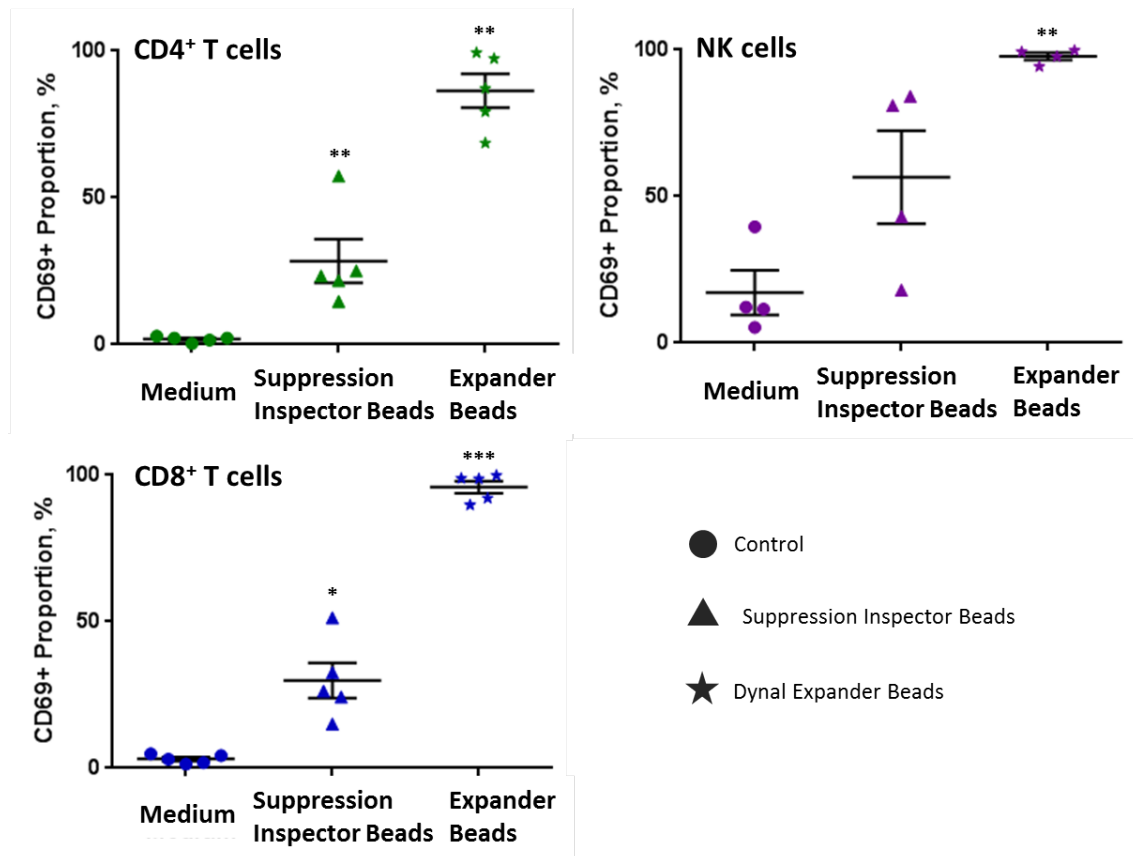 CD4⁺ T cells
CD69+ Proportion, %
100
50
0
**
**
Medium
Suppression
Inspector Beads
Expander
Beads
NK cells
CD69+ Proportion, %
100
50
0
**
Medium
Suppression
Inspector Beads
Expander
Beads
CD8⁺ T cells
CD69+ Proportion, %
100
50
0
*
***
Medium
Suppression
Inspector Beads
Expander
Beads
Control
Suppression Inspector Beads
Dynal Expander Beads